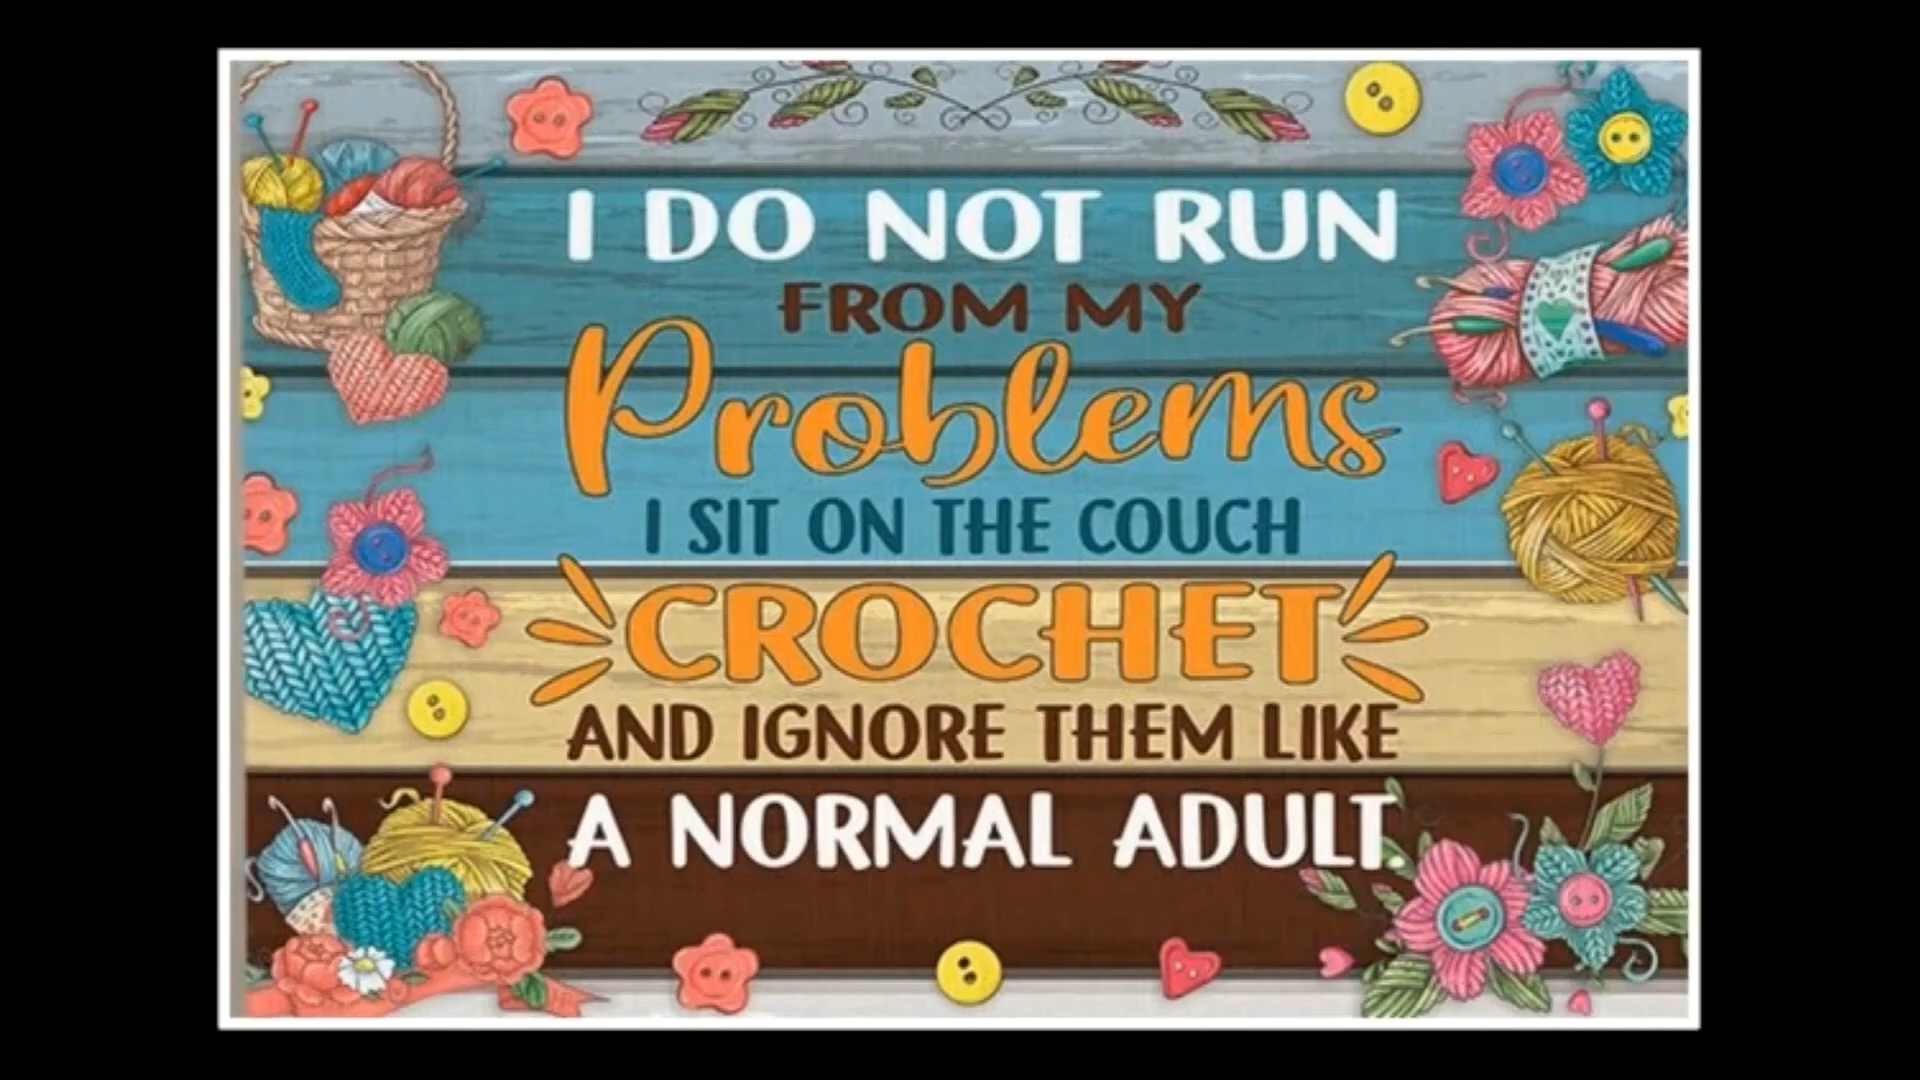 I DO NOT RUN
FROM MY
Problems
I SIT ON THE COUCH
CROCHET
AND IGNORE THEM LIKE
A NORMAL ADULT.